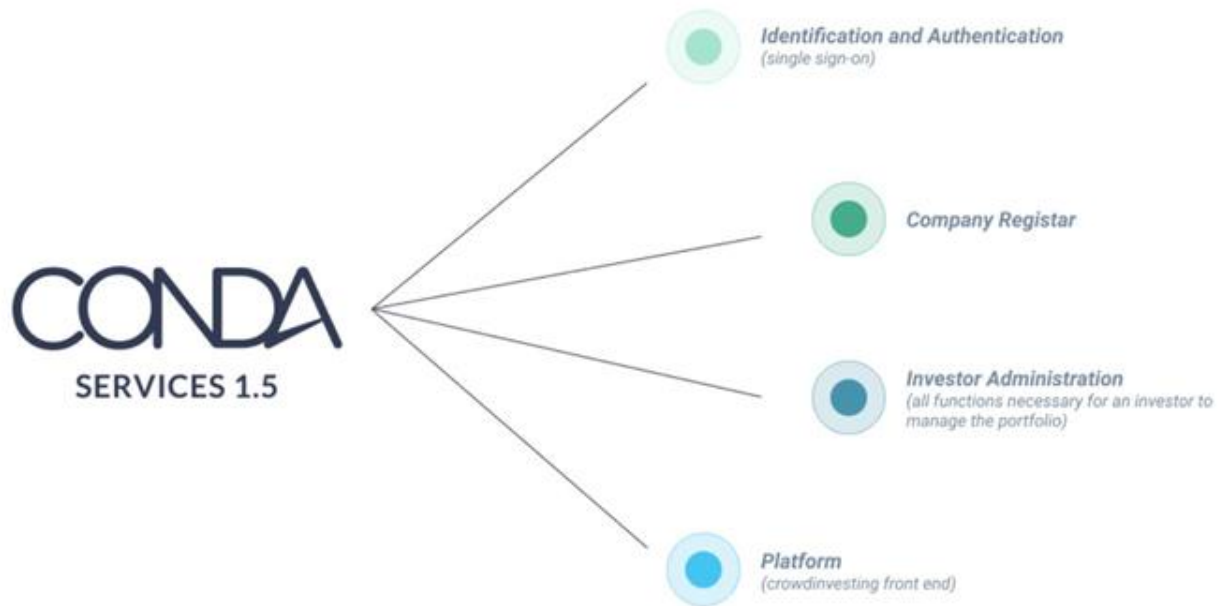 CONDA
SERVICES 1.5
Identification and Authentication
(single sign-on)
Company Registar
Investor Administration
(all functions necessary for an investor to
manage the portfolio)
Platform
(crowdinvesting front end)